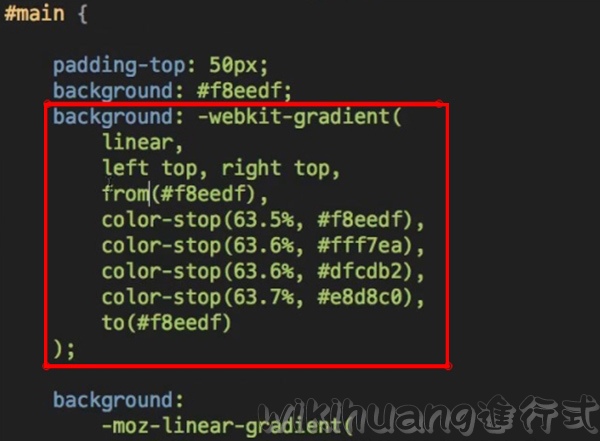 #main {
padding-top: 50px;
background: #f8eedf;
background: -webkit-gradient(
linear,
left top, right top,
from(#f8eedf),
color-stop(63.5%, #f8eedf),
color-stop(63.6%, #fff7ea),
color-stop(63.6%, #dfcdb2),
color-stop(63.7%, #e8d8c0),
to(#f8eedf)
);
background:
-moz-linear-gradient(
wikihuang進行式